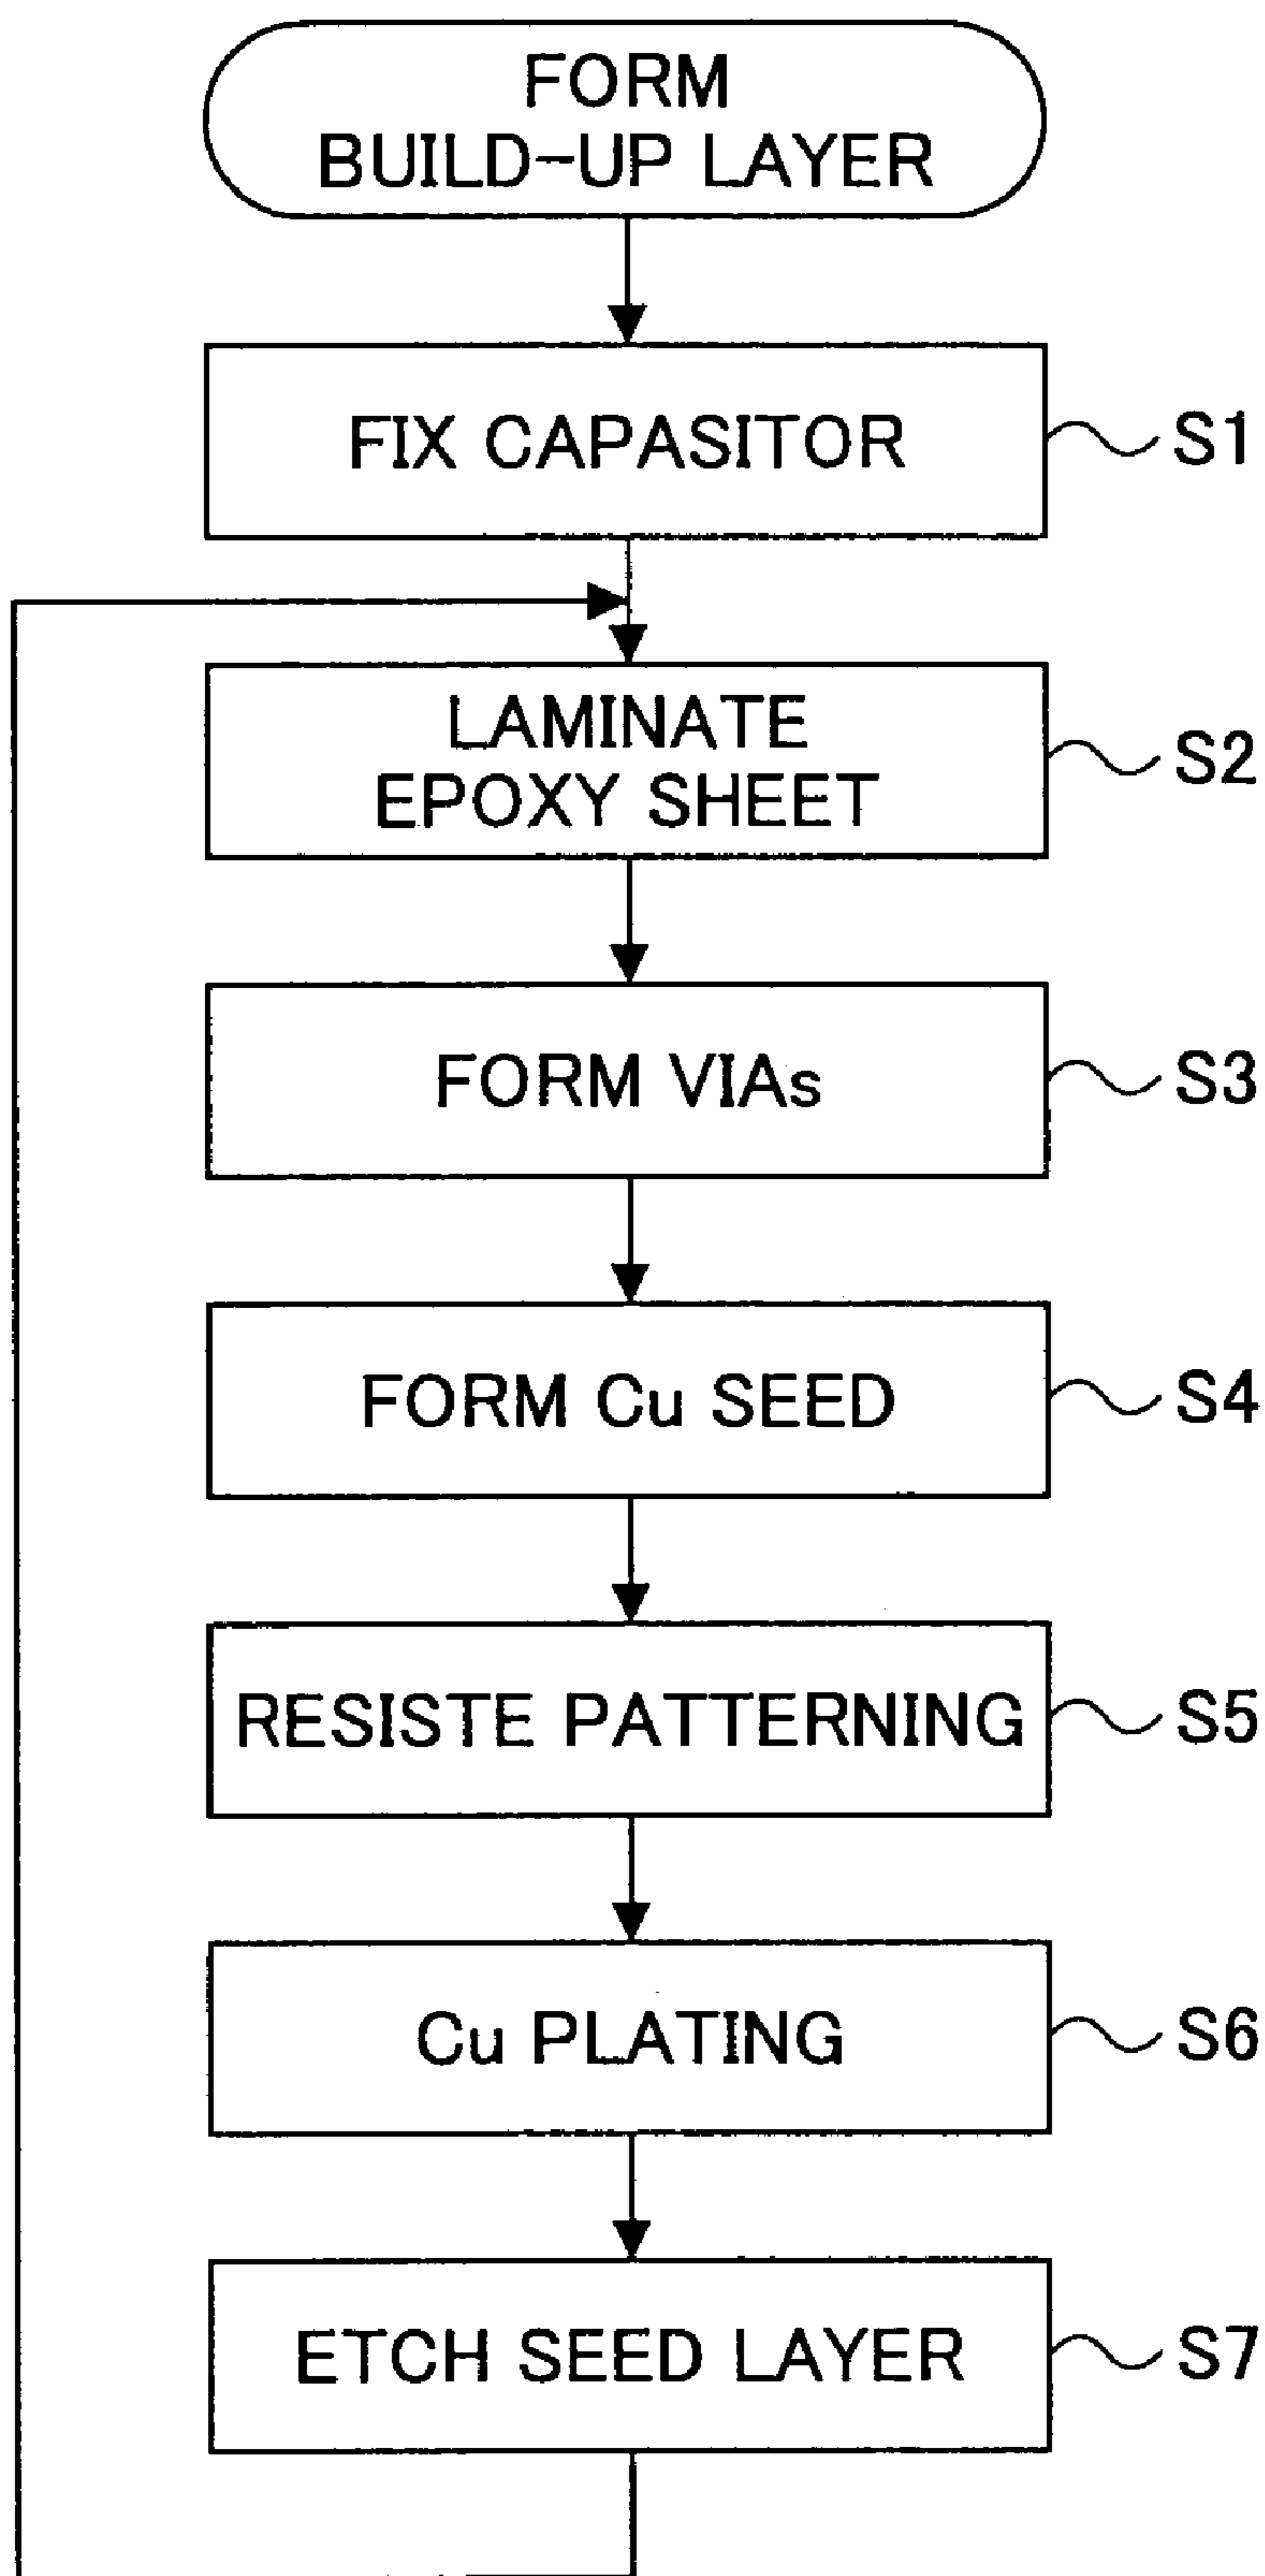 FORM
BUILD-UP LAYER
FIX CAPASITOR
S1
LAMINATE
EPOXY SHEET
S2
FORM VIAs
S3
FORM Cu SEED
S4
RESISTE PATTERNING
S5
Cu PLATING
S6
ETCH SEED LAYER
S7